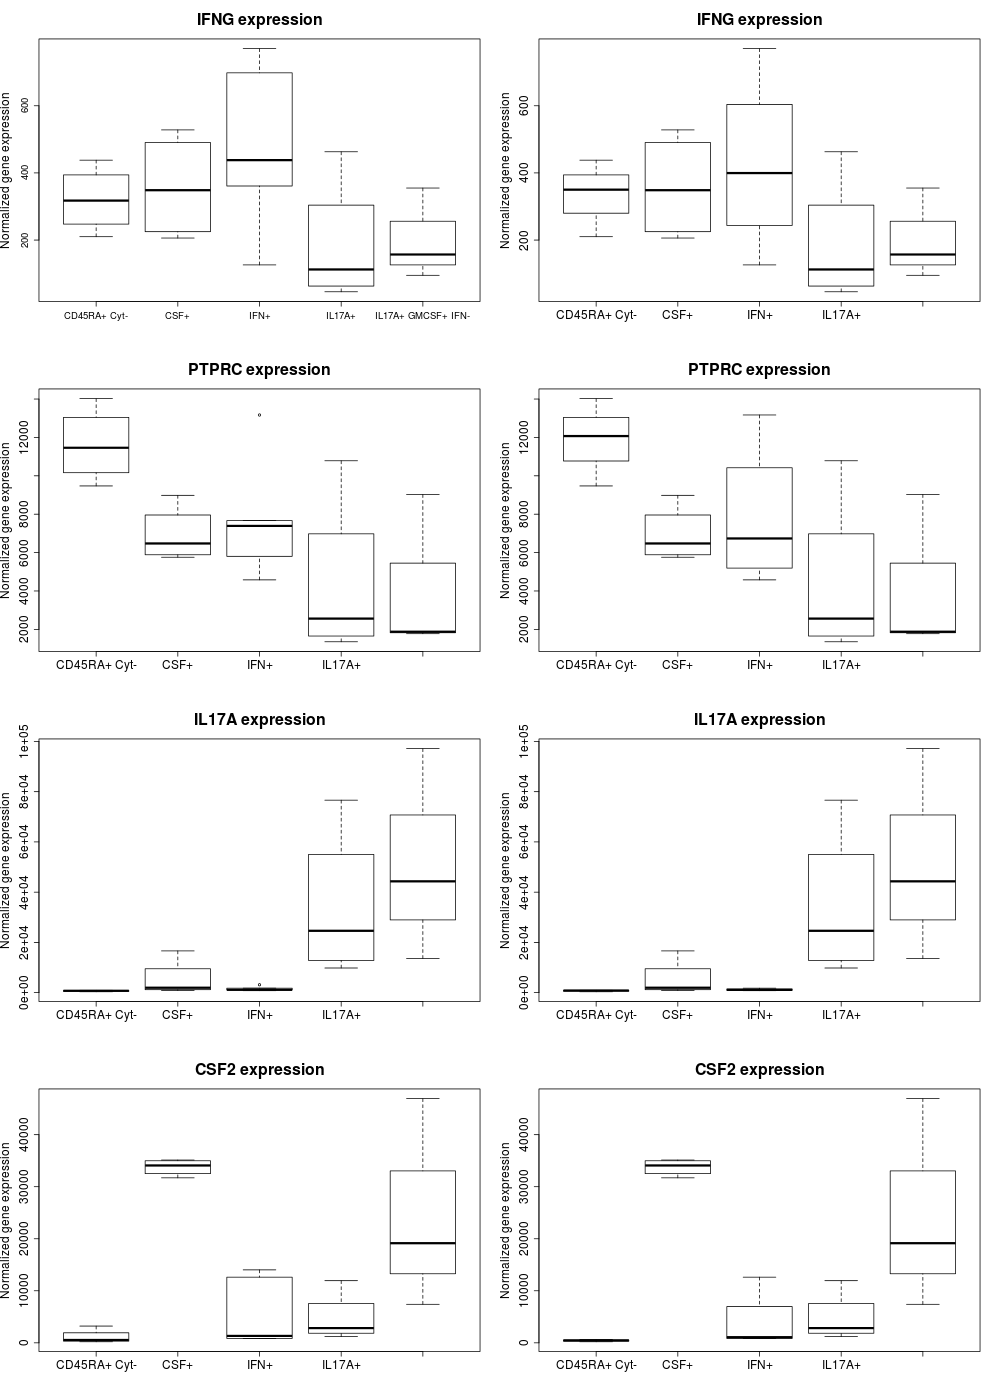 IFNG expression
IFNG expression
Normalized gene expression
200 400 600
CD45RA+ Cyt- CSF+ IFN+ IL17A+ IL17A+ GMCSF+ IFN-
Normalized gene expression
200 400 600
CD45RA+ Cyt- CSF+ IFN+ IL17A+
PTPRC expression
PTPRC expression
Normalized gene expression
2000 4000 6000 8000 12000
CD45RA+ Cyt- CSF+ IFN+ IL17A+
Normalized gene expression
2000 4000 6000 8000 12000
CD45RA+ Cyt- CSF+ IFN+ IL17A+
IL17A expression
IL17A expression
Normalized gene expression
0e+00 2e+04 4e+04 6e+04 8e+04 1e+05
CD45RA+ Cyt- CSF+ IFN+ IL17A+
Normalized gene expression
0e+00 2e+04 4e+04 6e+04 8e+04 1e+05
CD45RA+ Cyt- CSF+ IFN+ IL17A+
CSF2 expression
CSF2 expression
Normalized gene expression
0 10000 20000 30000 40000
CD45RA+ Cyt- CSF+ IFN+ IL17A+
Normalized gene expression
0 10000 20000 30000 40000
CD45RA+ Cyt- CSF+ IFN+ IL17A+